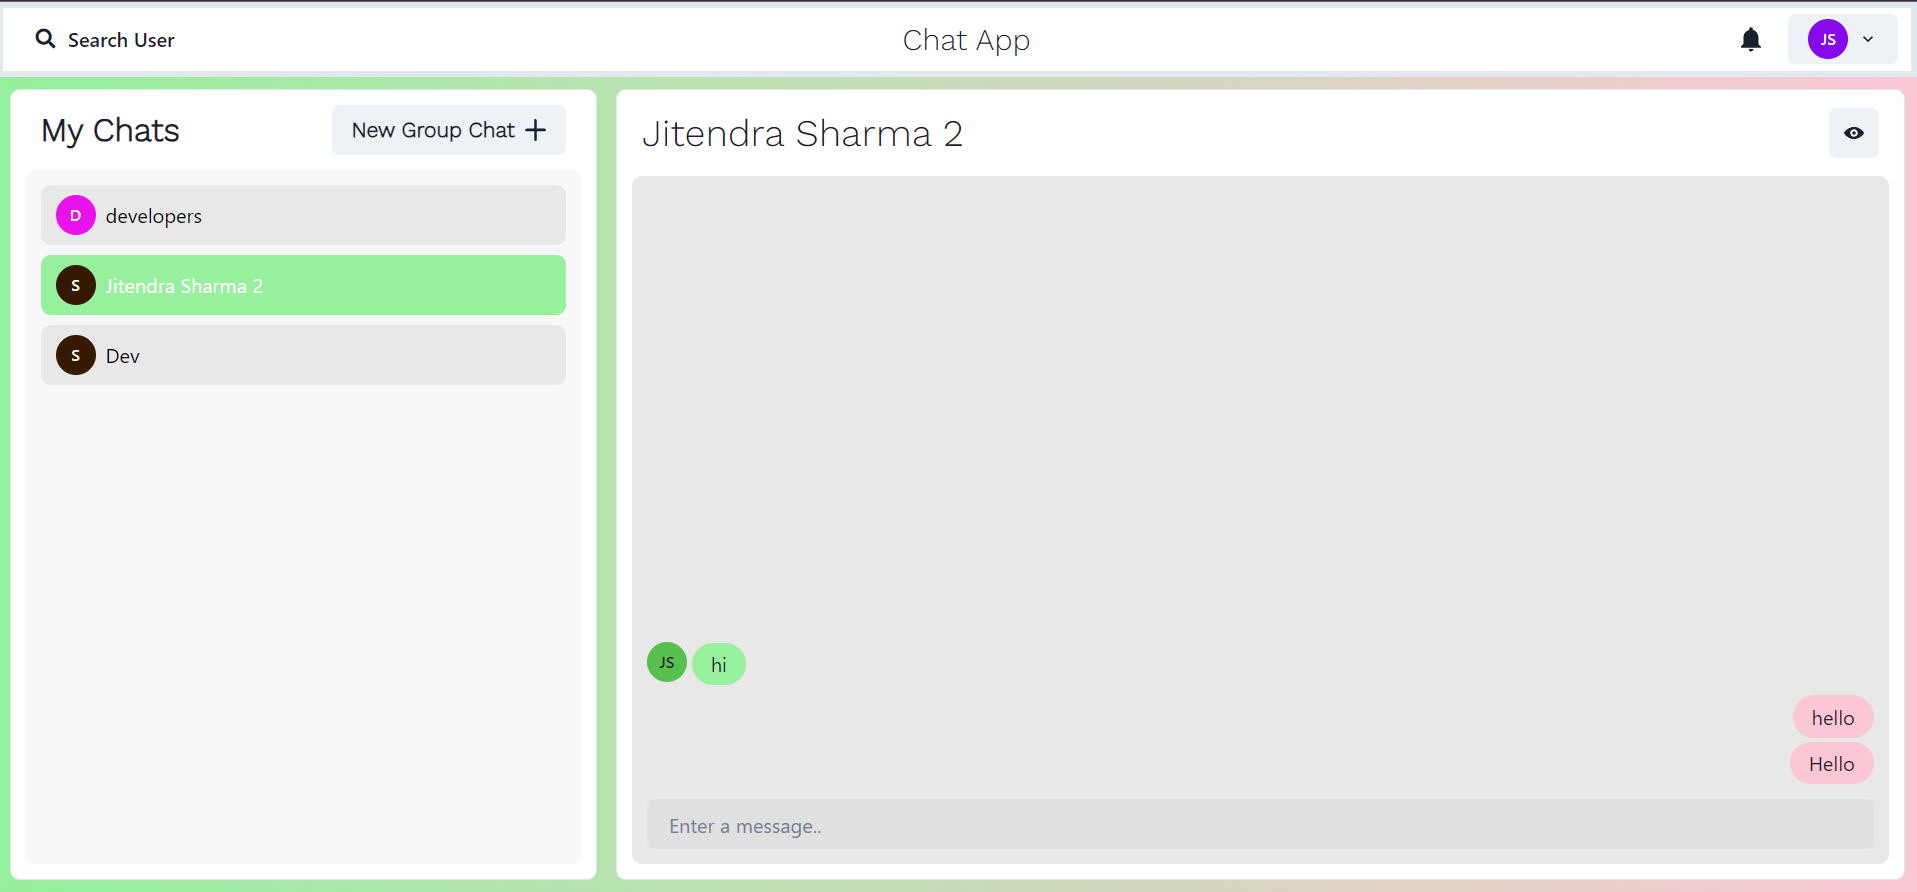 Search User
Chat App
JS
My Chats
New Group Chat
D developers
S Jitendra Sharma 2
S Dev
Jitendra Sharma 2
JS hi
hello
Hello
Enter a message..